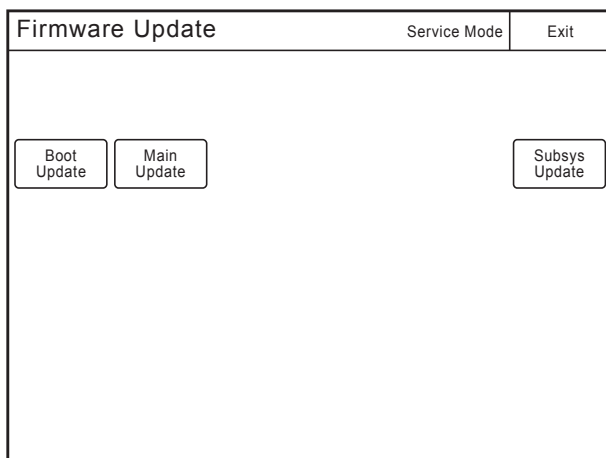 Firmware Update
Service Mode
Exit
Boot
Update
Main
Update
Subsys
Update